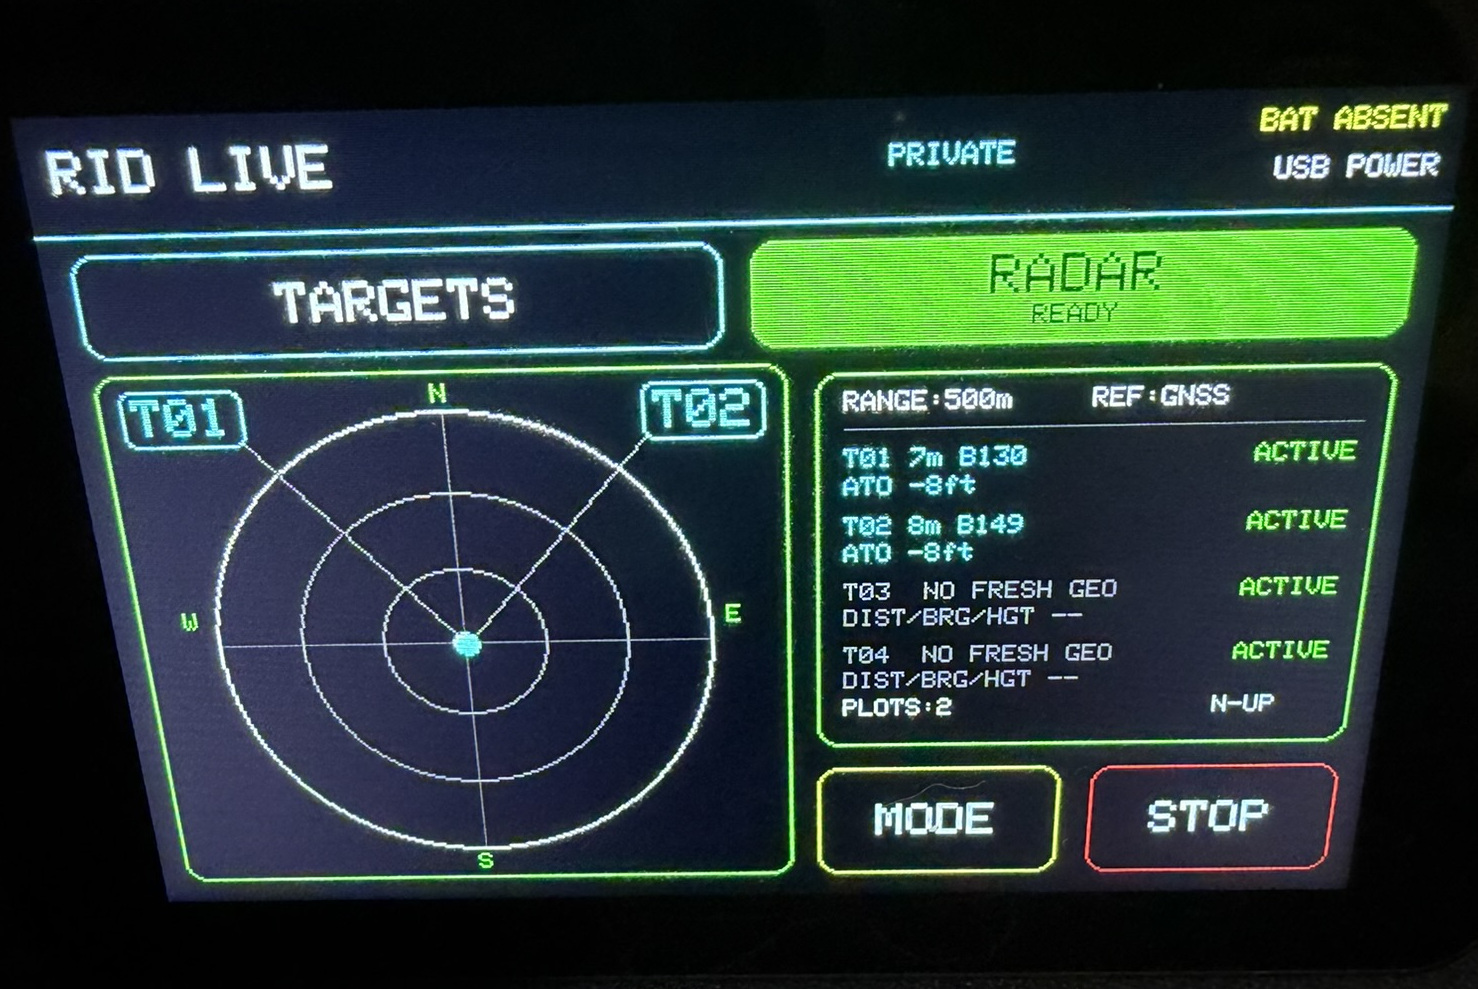 RID LIVE
PRIVATE
BAT ABSENT
USB POWER
TARGETS
RADAR
READY
T01
N
T02
W
E
S
RANGE:500m REF:GNSS
T01 7m B130 ACTIVE
ATO -8ft
T02 8m B149 ACTIVE
ATO -8ft
T03 NO FRESH GEO ACTIVE
DIST/BRG/HGT --
T04 NO FRESH GEO ACTIVE
DIST/BRG/HGT --
PLOTS:2 N-UP
MODE
STOP